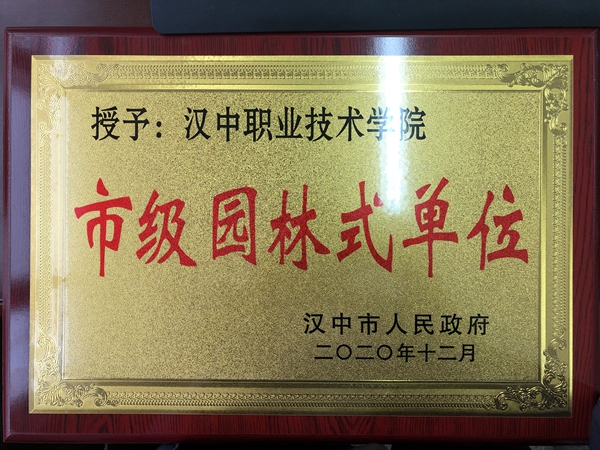 授予：汉中职业技术学院
市级园林式单位
汉中市人民政府
二〇二〇年十二月